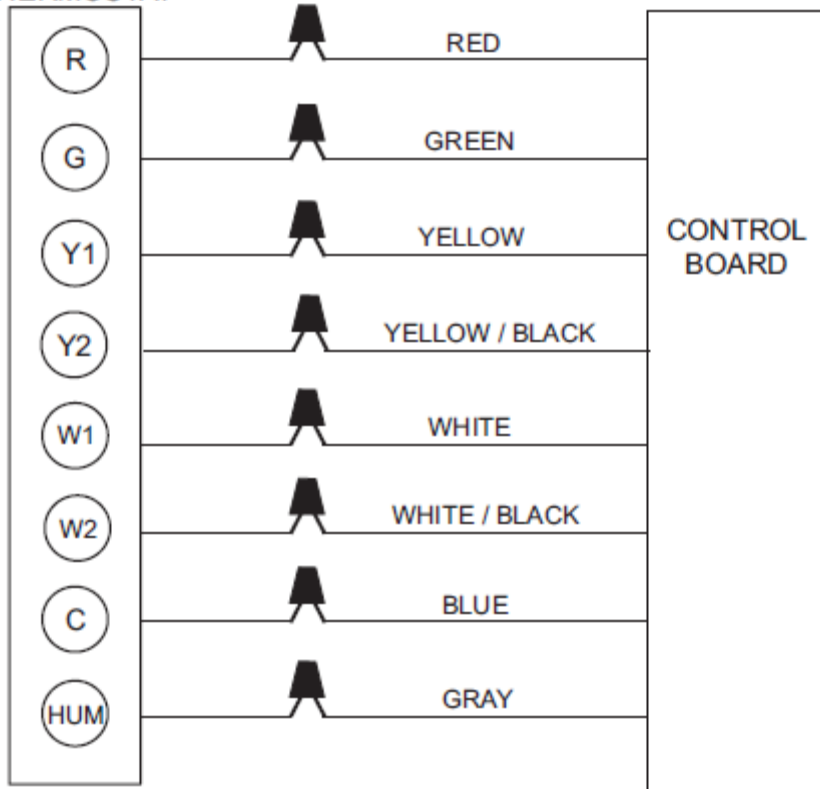 R
RED
G
GREEN
Y1
YELLOW
CONTROL
BOARD
Y2
YELLOW / BLACK
W1
WHITE
W2
WHITE / BLACK
C
BLUE
HUM
GRAY